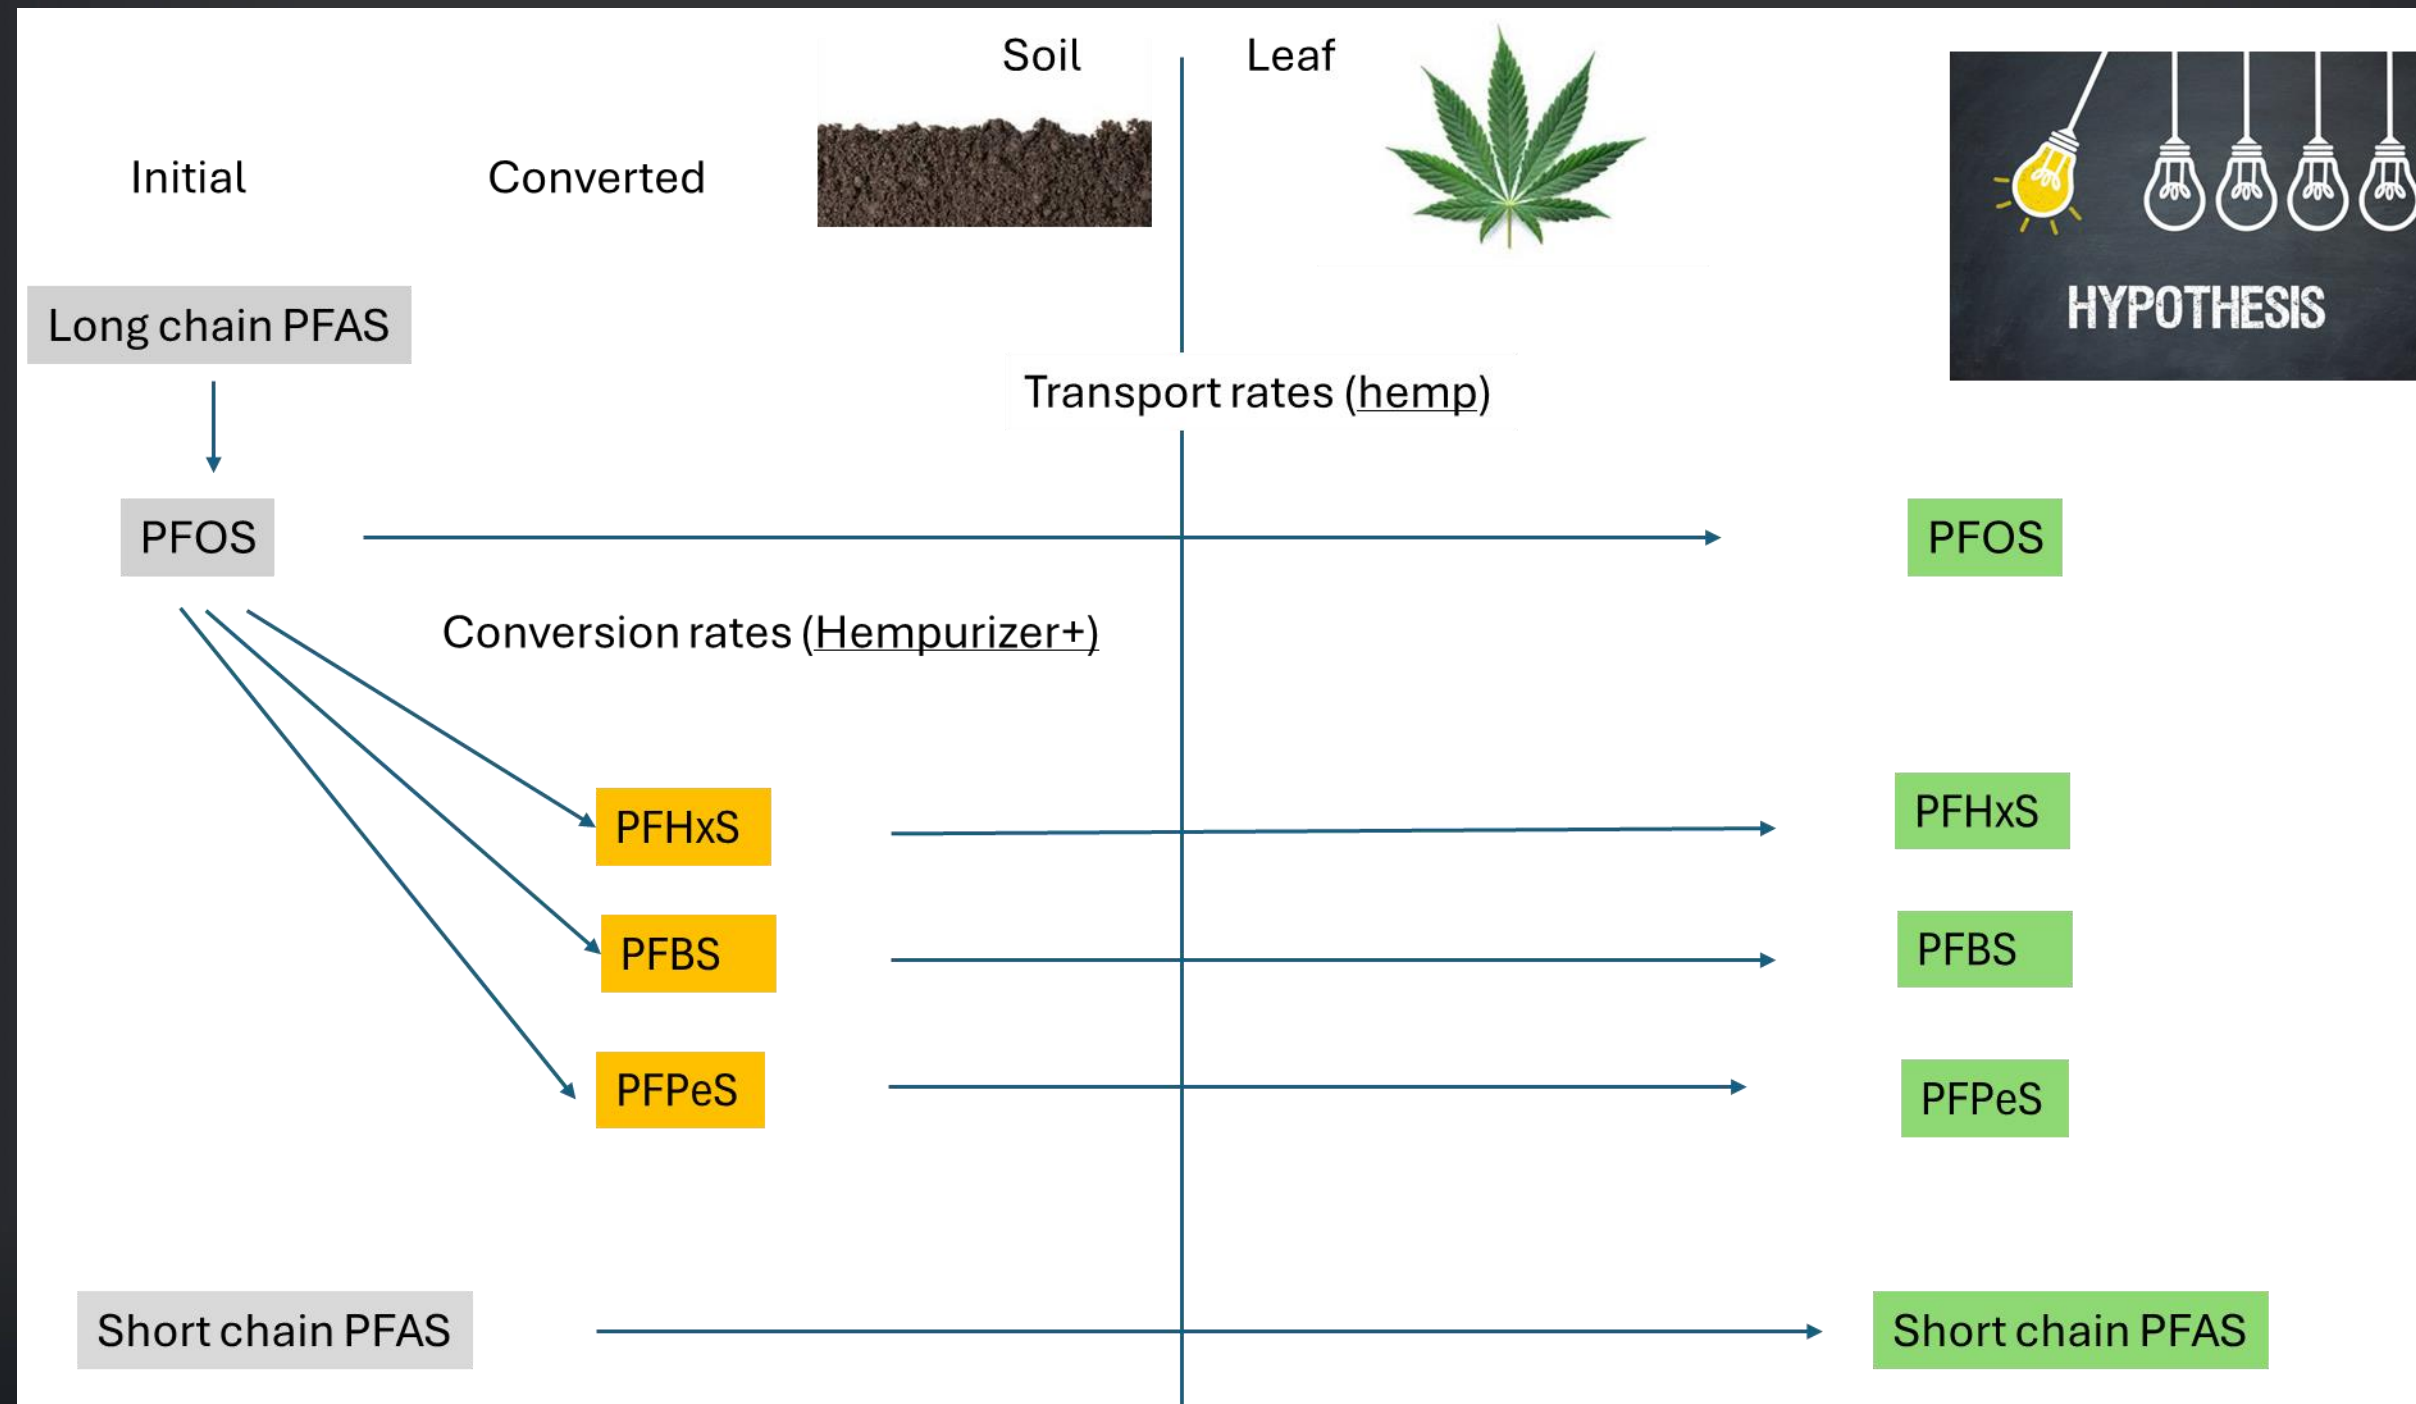 Soil
Leaf
Initial
Converted
HYPOTHESIS
Long chain PFAS
Transport rates (hemp)
PFOS
PFOS
Conversion rates (Hempurizer+)
PFHxS
PFHxS
PFBS
PFBS
PFPeS
PFPeS
Short chain PFAS
Short chain PFAS